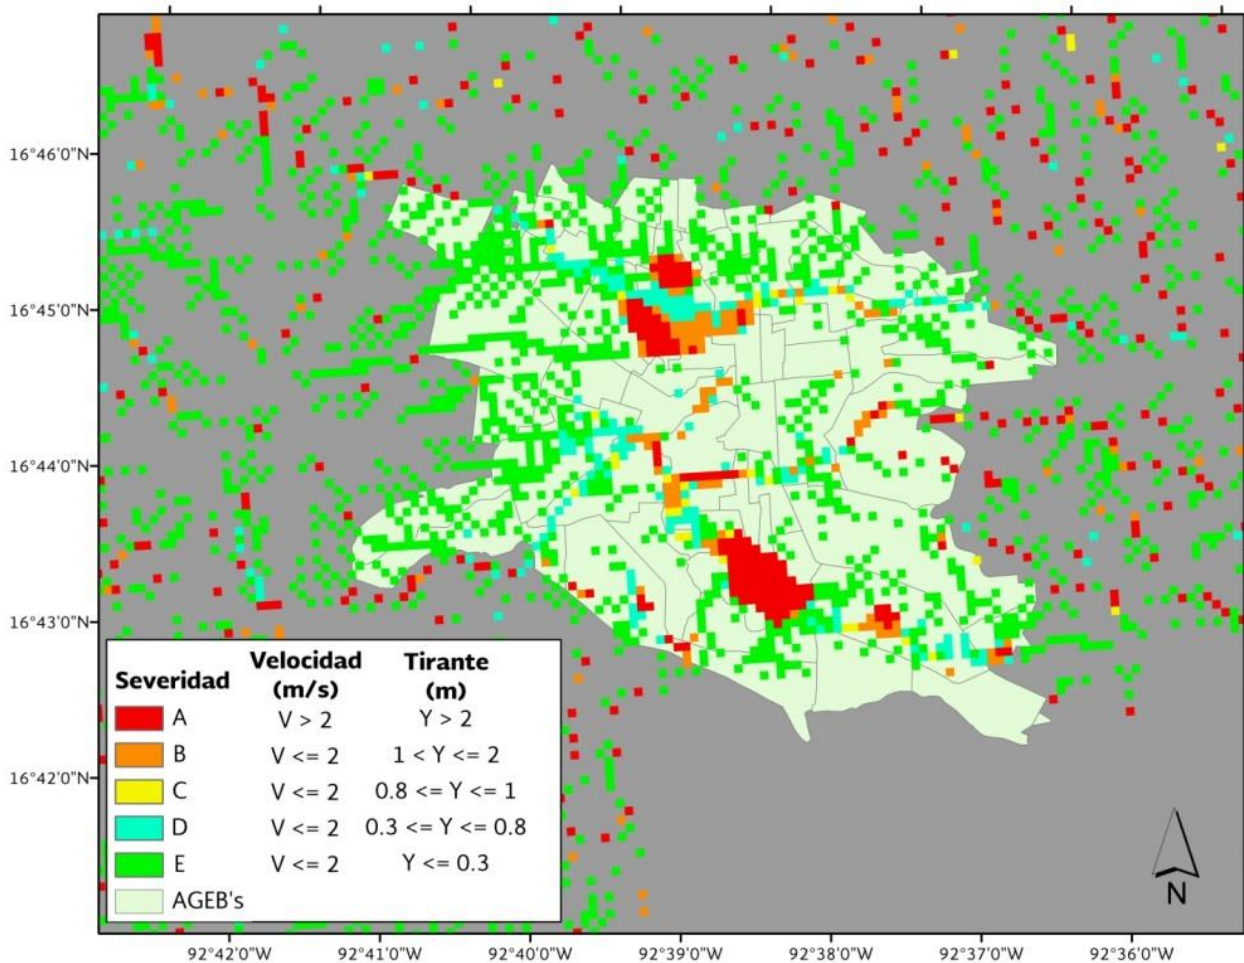 16°46'0"N
16°45'0"N
16°44'0"N
16°43'0"N
16°42'0"N
Severidad Velocidad (m/s) Tirante (m)
A V > 2 Y > 2
B V <= 2 1 < Y <= 2
C V <= 2 0.8 <= Y <= 1
D V <= 2 0.3 <= Y <= 0.8
E V <= 2 Y <= 0.3
AGEB's
N
92°42'0"W 92°41'0"W 92°40'0"W 92°39'0"W 92°38'0"W 92°37'0"W 92°36'0"W